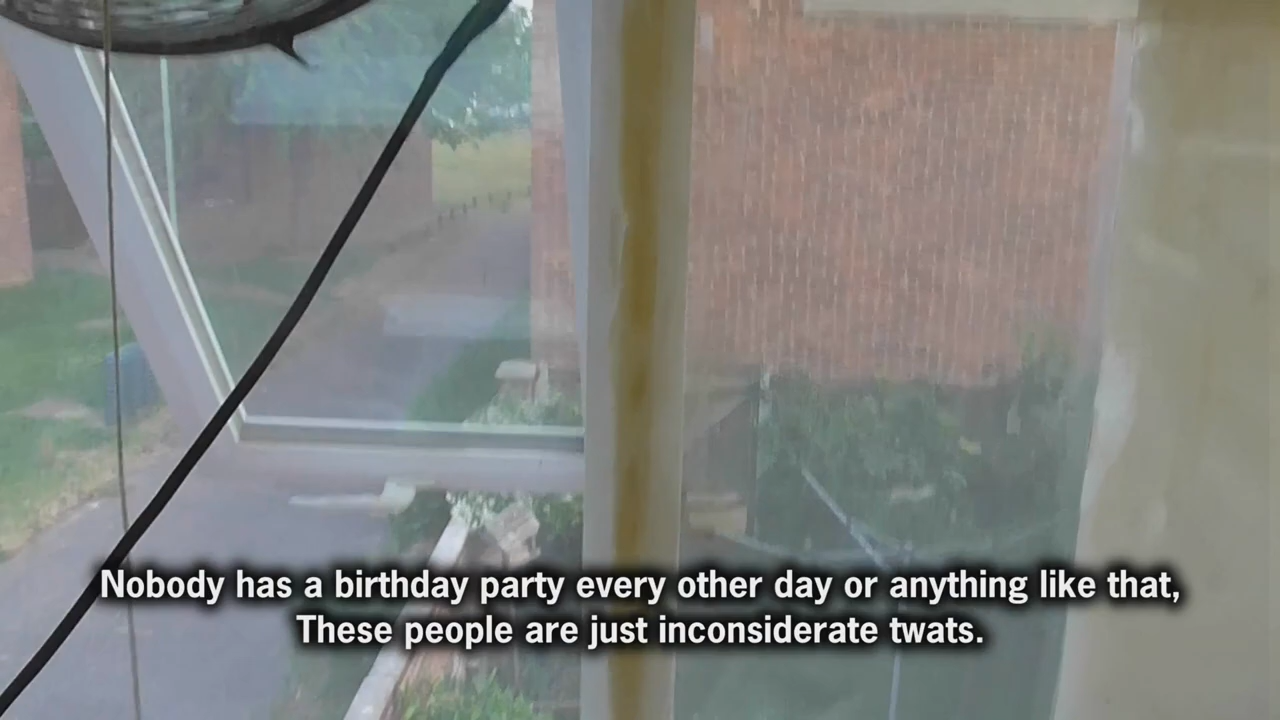 Nobody has a birthday party every other day or anything like that,
These people are just inconsiderate twats.